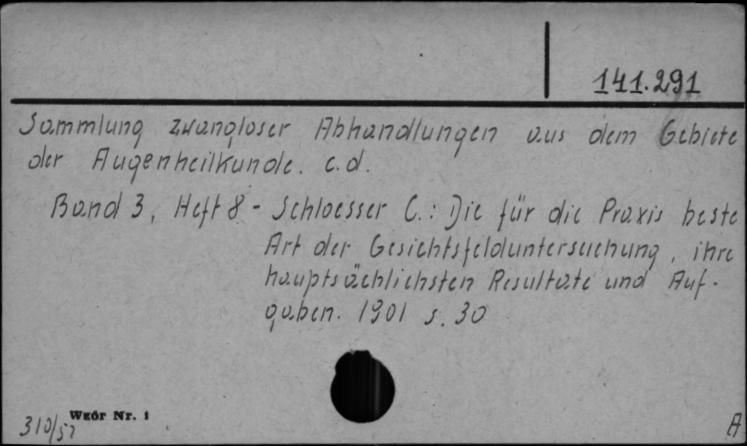 141.291
Sammlung zwangloser Abhandlungen aus dem Gebiete
der Augenheilkunde. c.d.
Band 3, Heft 8 - Schloesser C.: Die für die Praxis beste
Art der Gesichtsfelduntersuchung, ihre
hauptsächlichsten Resultate und Auf-
gaben. 1901 s. 30
Wzór Nr. 1
310/57
A